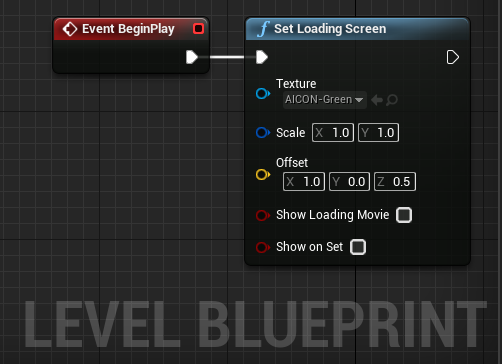 Event BeginPlay
Set Loading Screen
Texture
AICON-Green
Scale X 1.0 Y 1.0
Offset
X 1.0 Y 0.0 Z 0.5
Show Loading Movie
Show on Set
LEVEL BLUEPRINT